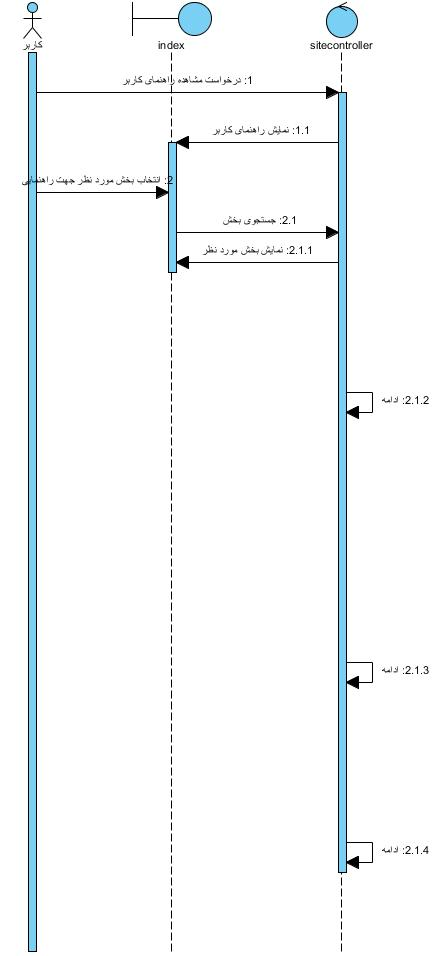 کاربر
index
sitecontroller
1: درخواست مشاهده راهنمای کاربر
1.1: نمایش راهنمای کاربر
2: انتخاب بخش مورد نظر جهت راهنمایی
2.1: جستجوی بخش
2.1.1: نمایش بخش مورد نظر
2.1.2: ادامه
2.1.3: ادامه
2.1.4: ادامه